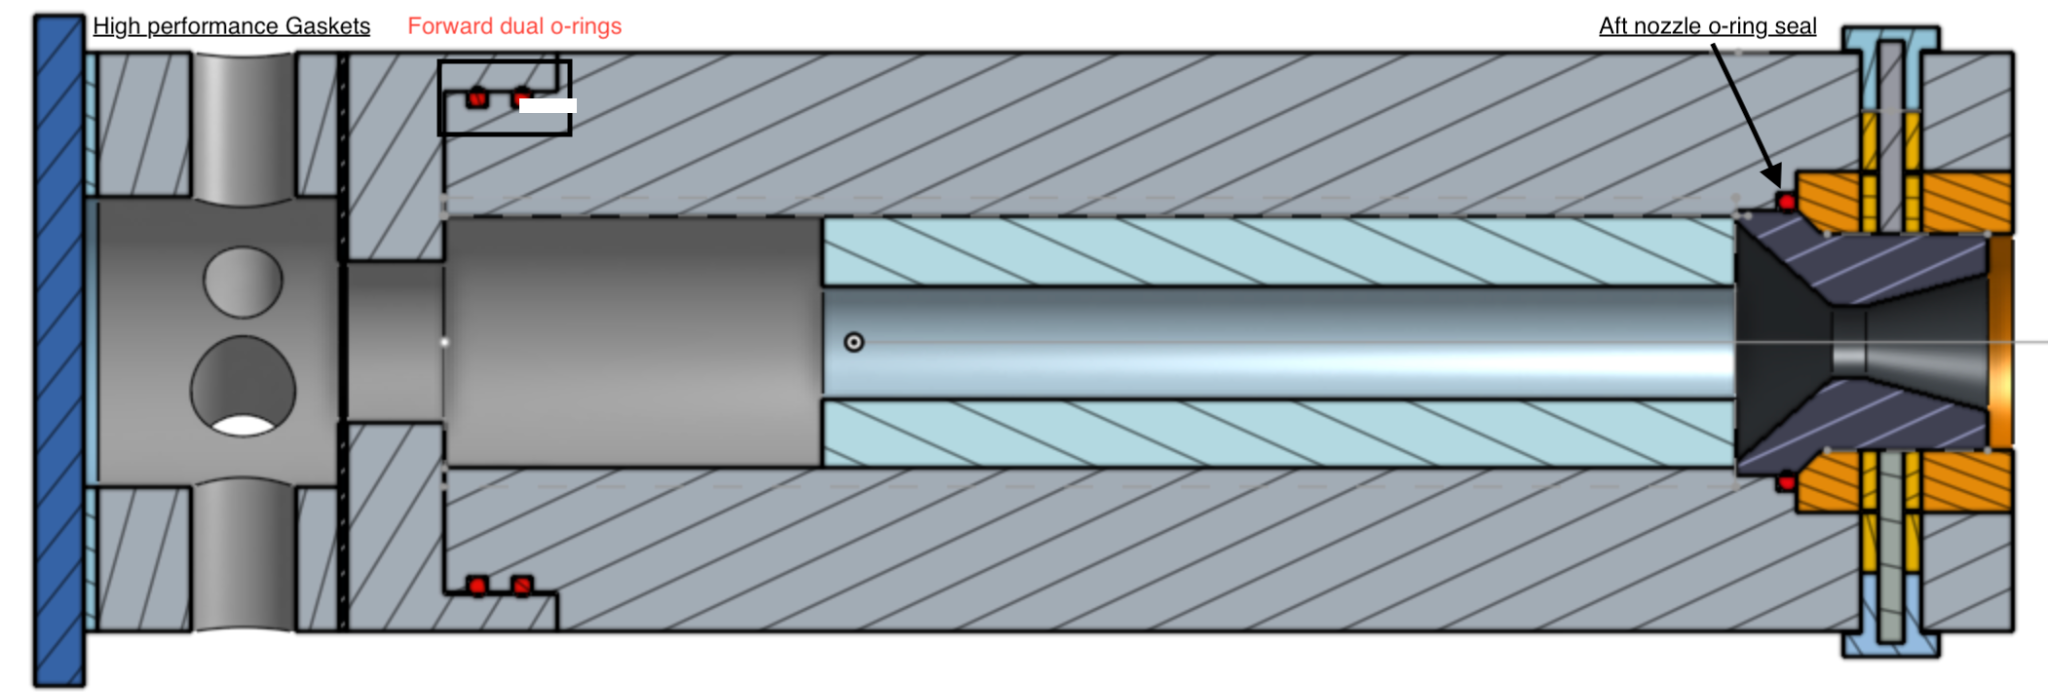 High performance Gaskets
Forward dual o-rings
Aft nozzle o-ring seal